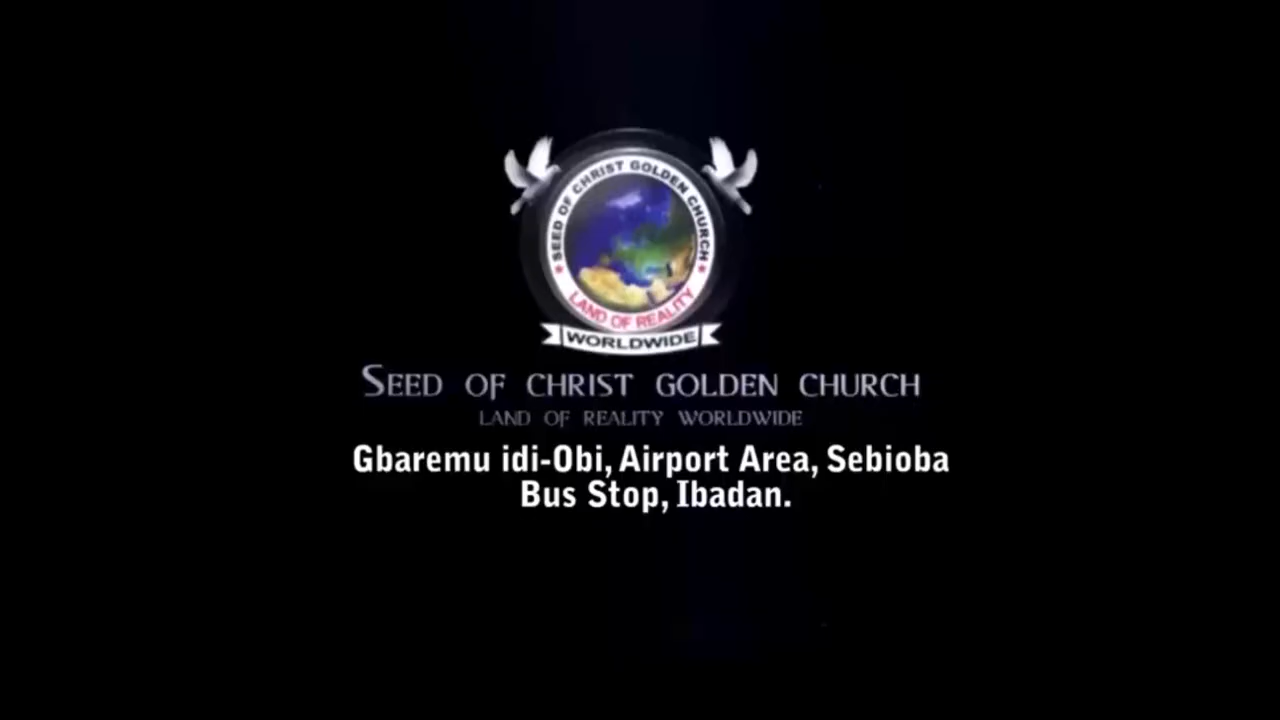 SEED OF CHRIST GOLDEN CHURCH
LAND OF REALITY
WORLDWIDE
SEED OF CHRIST GOLDEN CHURCH
LAND OF REALITY WORLDWIDE
Gbaremu idi-Obi, Airport Area, Sebioba
Bus Stop, Ibadan.